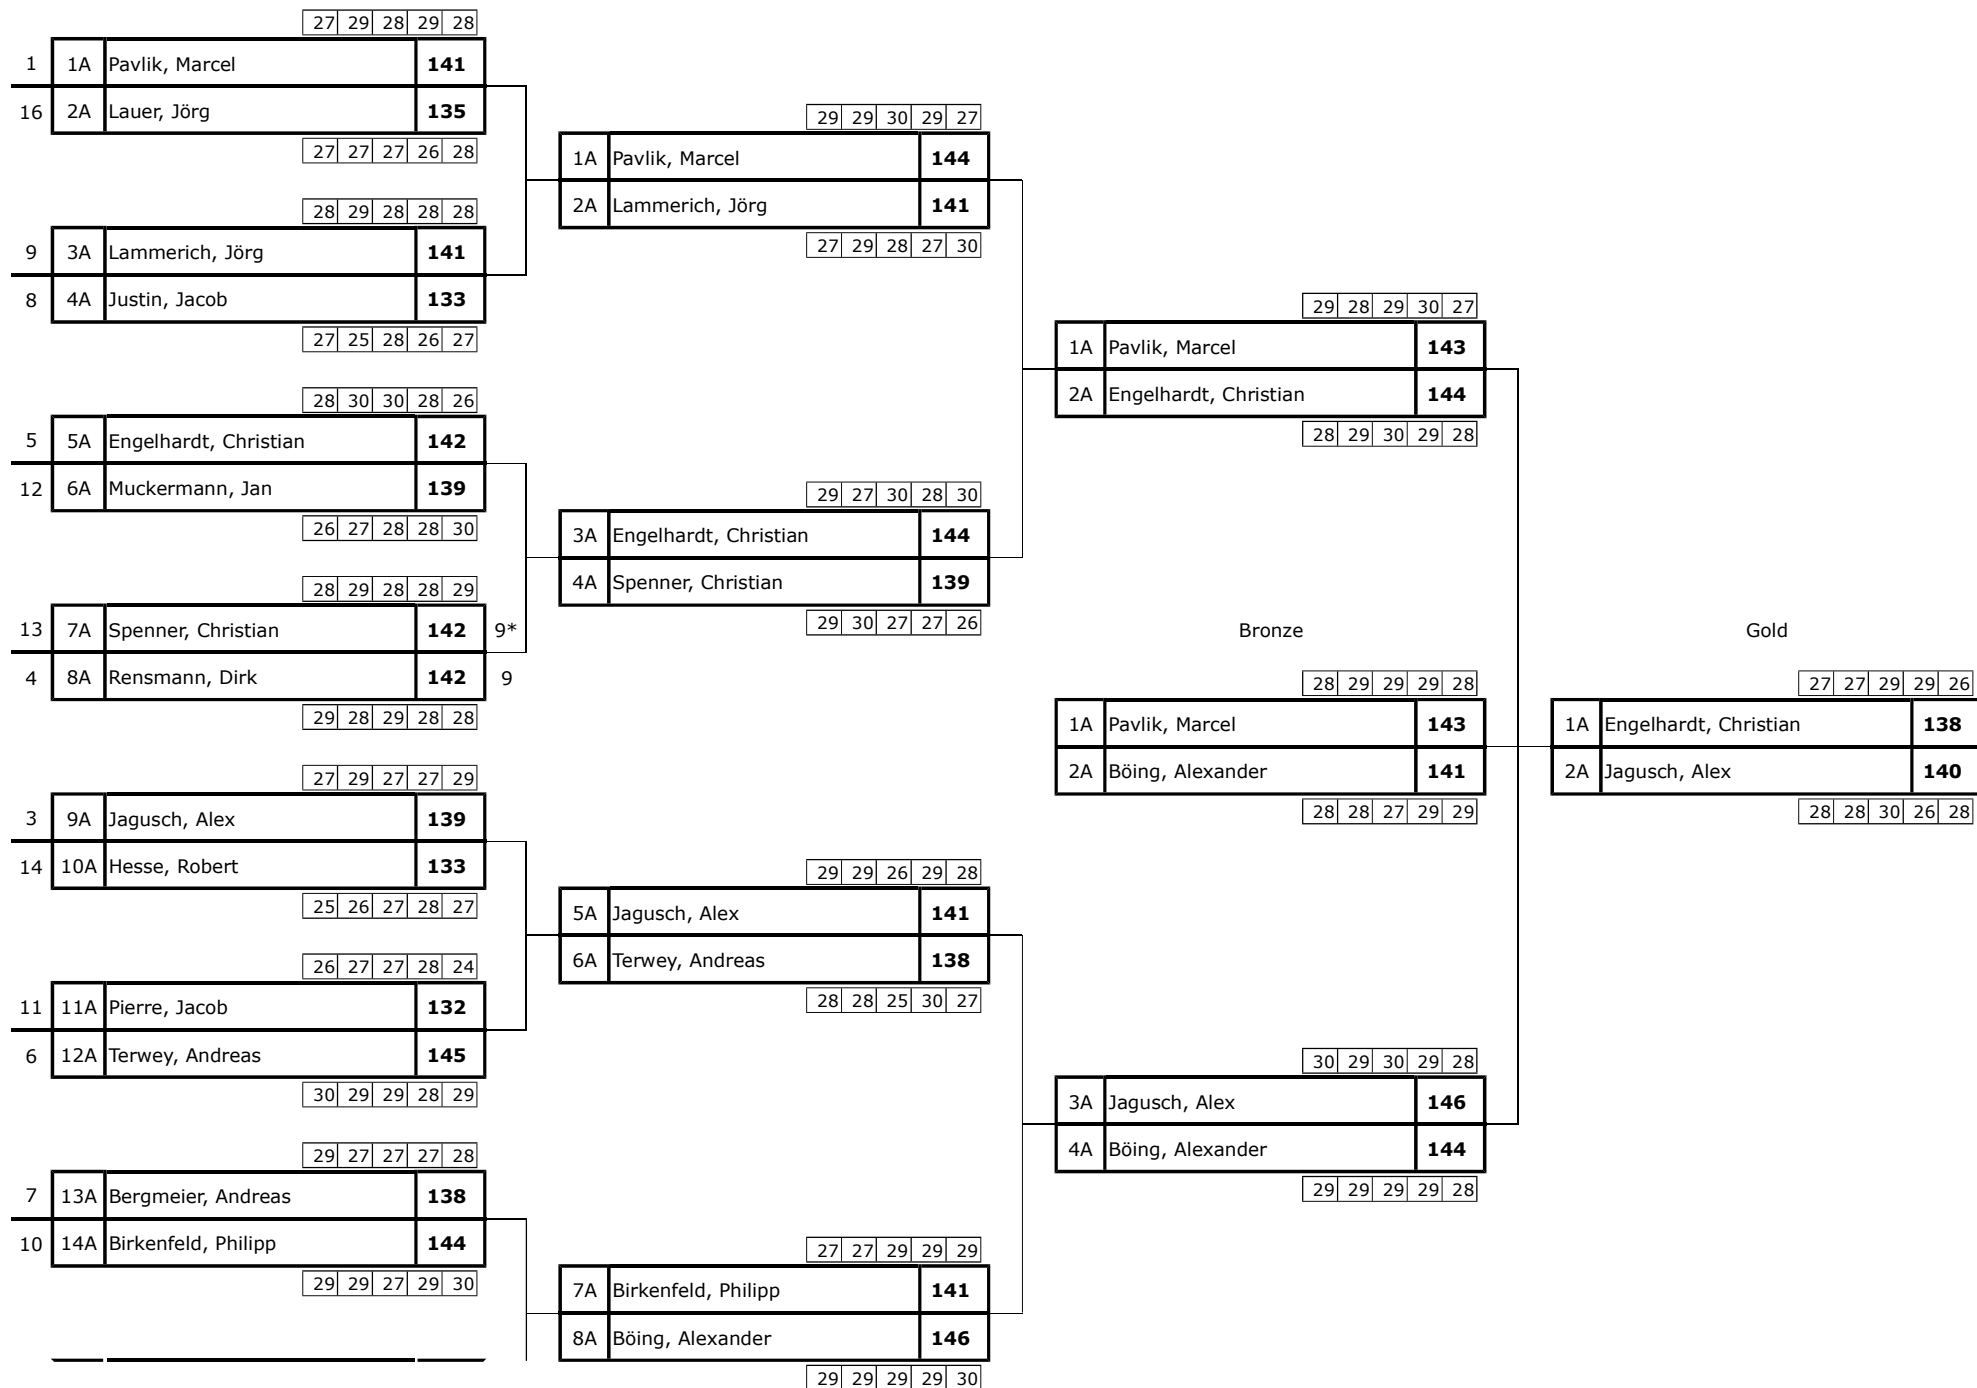 27 29 28 29 28
1 1A Pavlik, Marcel 141
16 2A Lauer, Jörg 135
27 27 27 26 28
28 29 28 28 28
9 3A Lammerich, Jörg 141
8 4A Justin, Jacob 133
27 25 28 26 27
28 30 30 28 26
5 5A Engelhardt, Christian 142
12 6A Muckermann, Jan 139
26 27 28 28 30
28 29 28 28 29
13 7A Spenner, Christian 142 9*
4 8A Rensmann, Dirk 142 9
29 28 29 28 28
27 29 27 27 29
3 9A Jagusch, Alex 139
14 10A Hesse, Robert 133
25 26 27 28 27
26 27 27 28 24
11 11A Pierre, Jacob 132
6 12A Terwey, Andreas 145
30 29 29 28 29
29 27 27 27 28
7 13A Bergmeier, Andreas 138
10 14A Birkenfeld, Philipp 144
29 29 27 29 30
29 29 30 29 27
1A Pavlik, Marcel 144
2A Lammerich, Jörg 141
27 29 28 27 30
29 27 30 28 30
3A Engelhardt, Christian 144
4A Spenner, Christian 139
29 30 27 27 26
29 29 26 29 28
5A Jagusch, Alex 141
6A Terwey, Andreas 138
28 28 25 30 27
27 27 29 29 29
7A Birkenfeld, Philipp 141
8A Böing, Alexander 146
29 29 29 29 30
29 28 29 30 27
1A Pavlik, Marcel 143
2A Engelhardt, Christian 144
28 29 30 29 28
Bronze
28 29 29 29 28
1A Pavlik, Marcel 143
2A Böing, Alexander 141
28 28 27 29 29
30 29 30 29 28
3A Jagusch, Alex 146
4A Böing, Alexander 144
29 29 29 29 28
Gold
27 27 29 29 26
1A Engelhardt, Christian 138
2A Jagusch, Alex 140
28 28 30 26 28